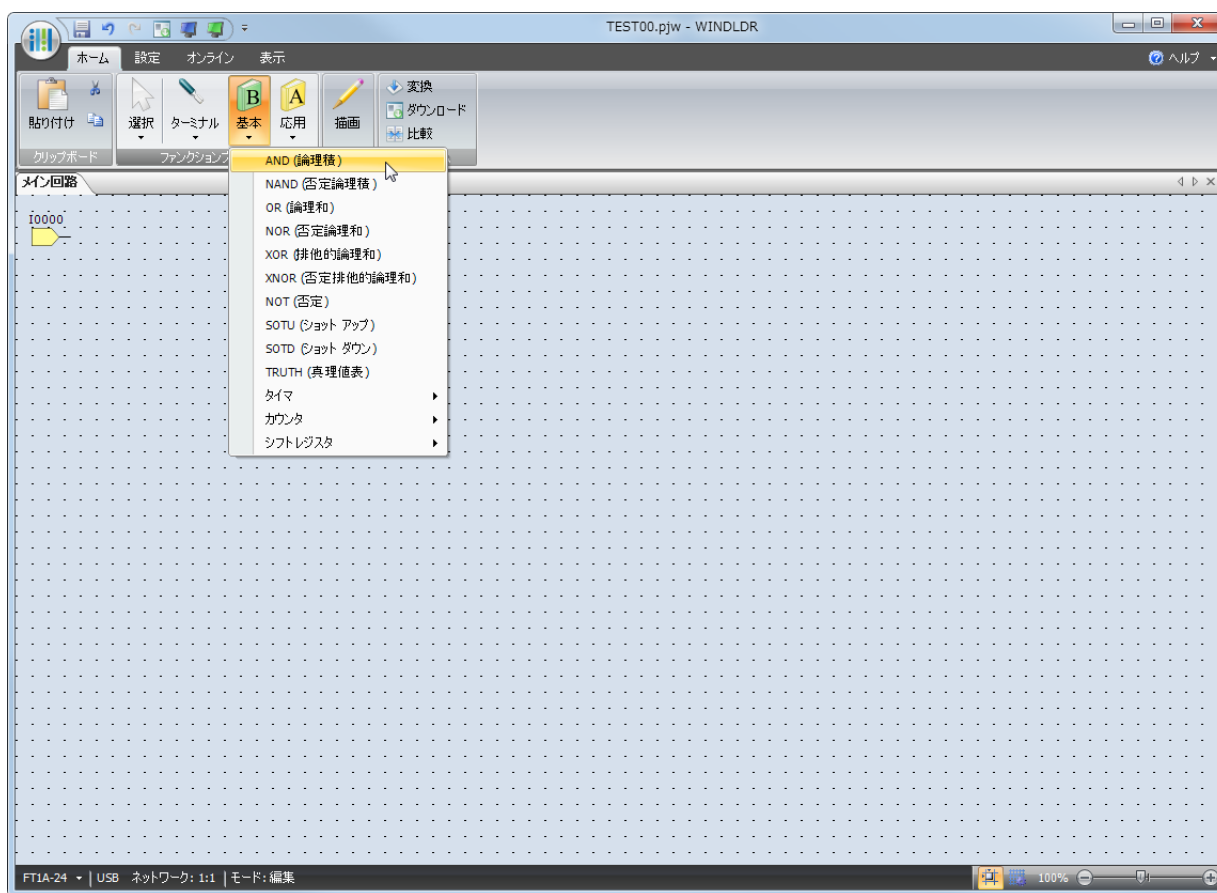 TEST00.pjw - WINDLDR
ホーム 設定 オンライン 表示 ヘルプ
貼り付け 選択 ターミナル B 基本 A 応用 描画
変換
ダウンロード
比較
クリップボード
AND (論理積)
NAND (否定論理積)
OR (論理和)
NOR (否定論理和)
XOR (排他的論理和)
XNOR (否定排他的論理和)
NOT (否定)
SOTU (ショット アップ)
SOTD (ショット ダウン)
TRUTH (真理値表)
タイマ
カウンタ
シフトレジスタ
メイン回路
I0000
FT1A-24 | USB ネットワーク: 1:1 | モード: 編集 100%